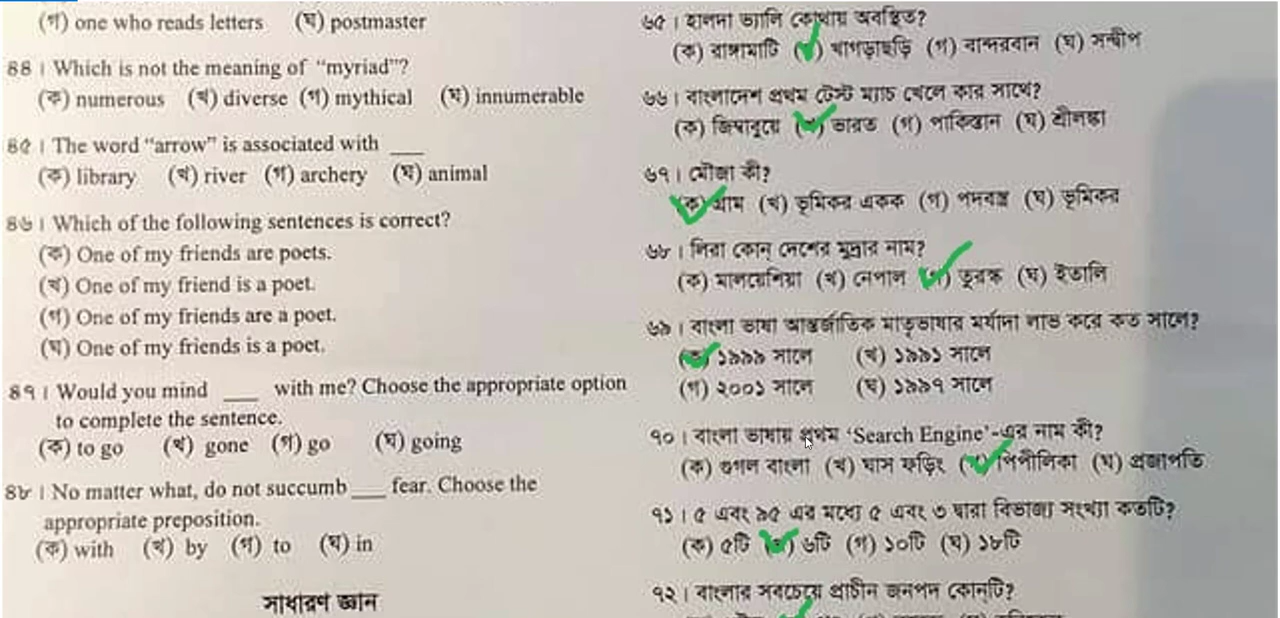 (গ) one who reads letters (ঘ) postmaster
৪৪। Which is not the meaning of “myriad”?
(ক) numerous (খ) diverse (গ) mythical (ঘ) innumerable
৪৫। The word “arrow” is associated with ___
(ক) library (খ) river (গ) archery (ঘ) animal
৪৬। Which of the following sentences is correct?
(ক) One of my friends are poets.
(খ) One of my friend is a poet.
(গ) One of my friends are a poet.
(ঘ) One of my friends is a poet.
৪৭। Would you mind ___ with me? Choose the appropriate option
to complete the sentence.
(ক) to go (খ) gone (গ) go (ঘ) going
৪৮। No matter what, do not succumb ___ fear. Choose the
appropriate preposition.
(ক) with (খ) by (গ) to (ঘ) in
সাধারণ জ্ঞান
৬৫। হালদা ভ্যালি কোথায় অবস্থিত?
(ক) রাঙ্গামাটি (খ) খাগড়াছড়ি (গ) বান্দরবান (ঘ) সন্দ্বীপ
৬৬। বাংলাদেশ প্রথম টেস্ট ম্যাচ খেলে কার সাথে?
(ক) জিম্বাবুয়ে (খ) ভারত (গ) পাকিস্তান (ঘ) শ্রীলঙ্কা
৬৭। মৌজা কী?
(ক) গ্রাম (খ) ভূমিকর একক (গ) পদবস্ত্র (ঘ) ভূমিকর
৬৮। লিরা কোন্ দেশের মুদ্রার নাম?
(ক) মালয়েশিয়া (খ) নেপাল (গ) তুরস্ক (ঘ) ইতালি
৬৯। বাংলা ভাষা আন্তর্জাতিক মাতৃভাষার মর্যাদা লাভ করে কত সালে?
(ক) ১৯৯৯ সালে (খ) ১৯৯১ সালে
(গ) ২০০১ সালে (ঘ) ১৯৯৭ সালে
৭০। বাংলা ভাষায় প্রথম ‘Search Engine’-এর নাম কী?
(ক) গুগল বাংলা (খ) ঘাস ফড়িং (গ) পিপীলিকা (ঘ) প্রজাপতি
৭১। ৫ এবং ৯৫ এর মধ্যে ৫ এবং ৩ দ্বারা বিভাজ্য সংখ্যা কতটি?
(ক) ৫টি (খ) ৬টি (গ) ১০টি (ঘ) ১৮টি
৭২। বাংলার সবচেয়ে প্রাচীন জনপদ কোন্‌টি?